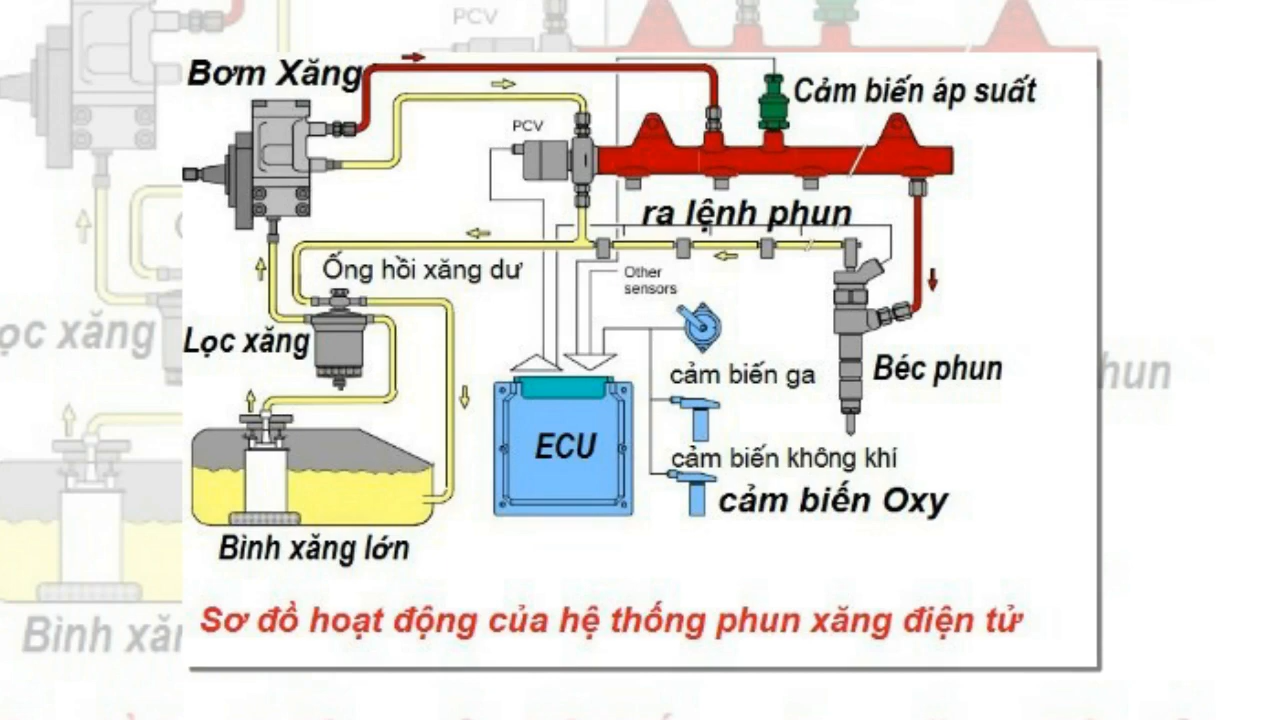 PCV
Bơm Xăng
Cảm biến áp suất
PCV
ra lệnh phun
Ống hồi xăng dư
Other
sensors
Lọc xăng
ọc xăng
cảm biến ga
Béc phun
hun
ECU
cảm biến không khí
cảm biến Oxy
Bình xăng lớn
Bình xăn
Sơ đồ hoạt động của hệ thống phun xăng điện tử